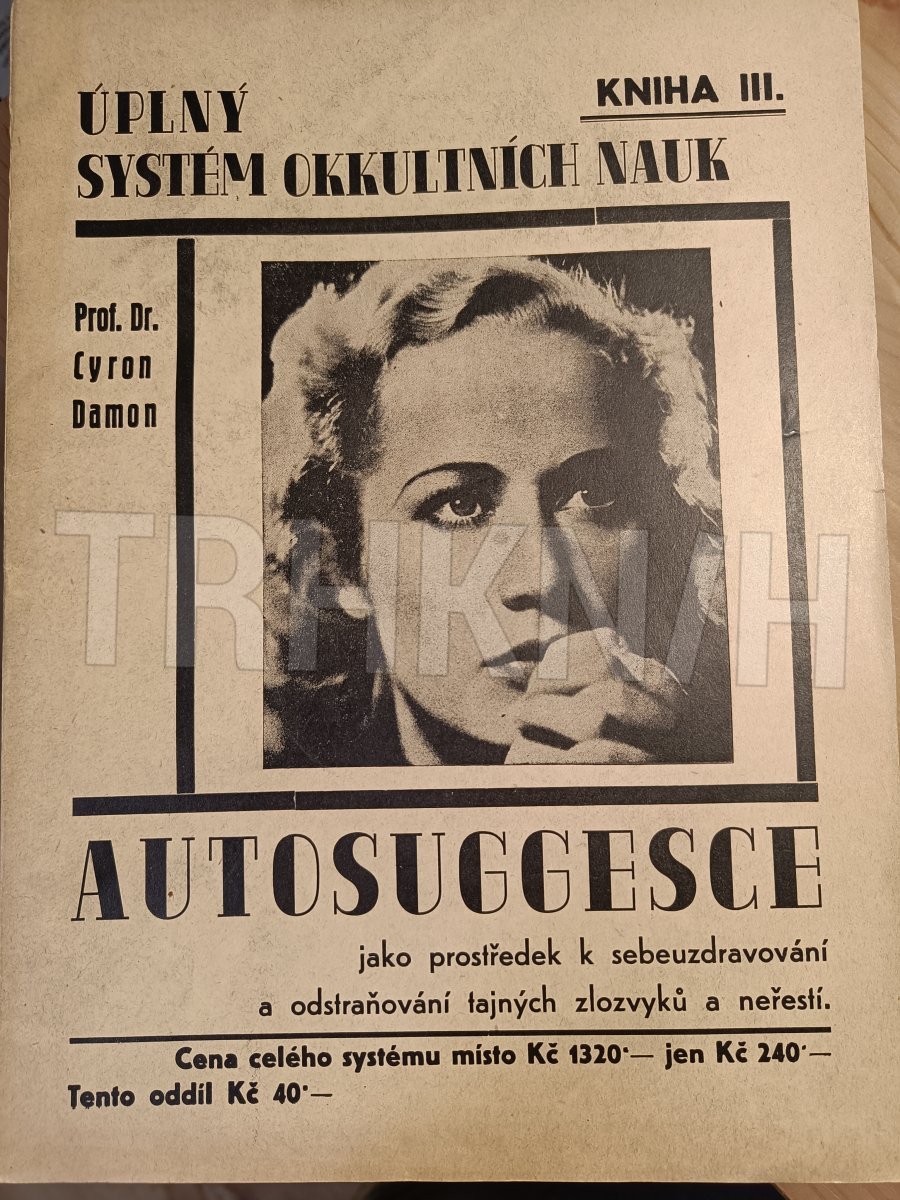 KNIHA III.
ÚPLNÝ
SYSTÉM OKKULTNÍCH NAUK
Prof. Dr.
Cyron
Damon
TRHKNIH
AUTOSUGGESCE
jako prostředek k sebeuzdravování
a odstraňování tajných zlozvyků a neřestí.
Cena celého systému místo Kč 1320·— jen Kč 240·—
Tento oddíl Kč 40·—